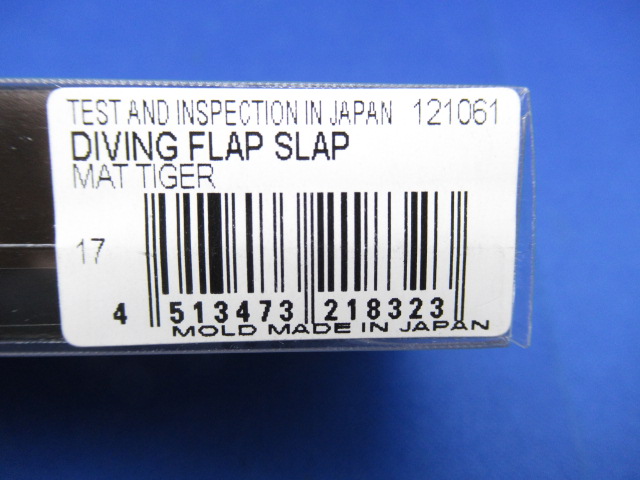 TEST AND INSPECTION IN JAPAN 121061
DIVING FLAP SLAP
MAT TIGER
17
4 513473 218323
MOLD MADE IN JAPAN